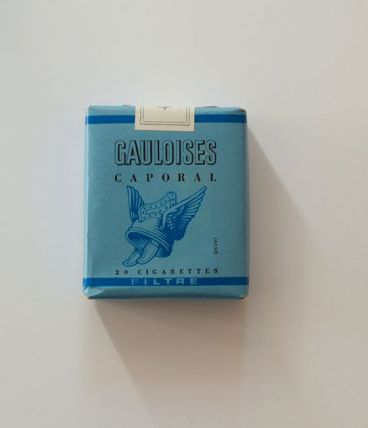 GAULOISES
CAPORAL
20 CIGARETTES
FILTRE